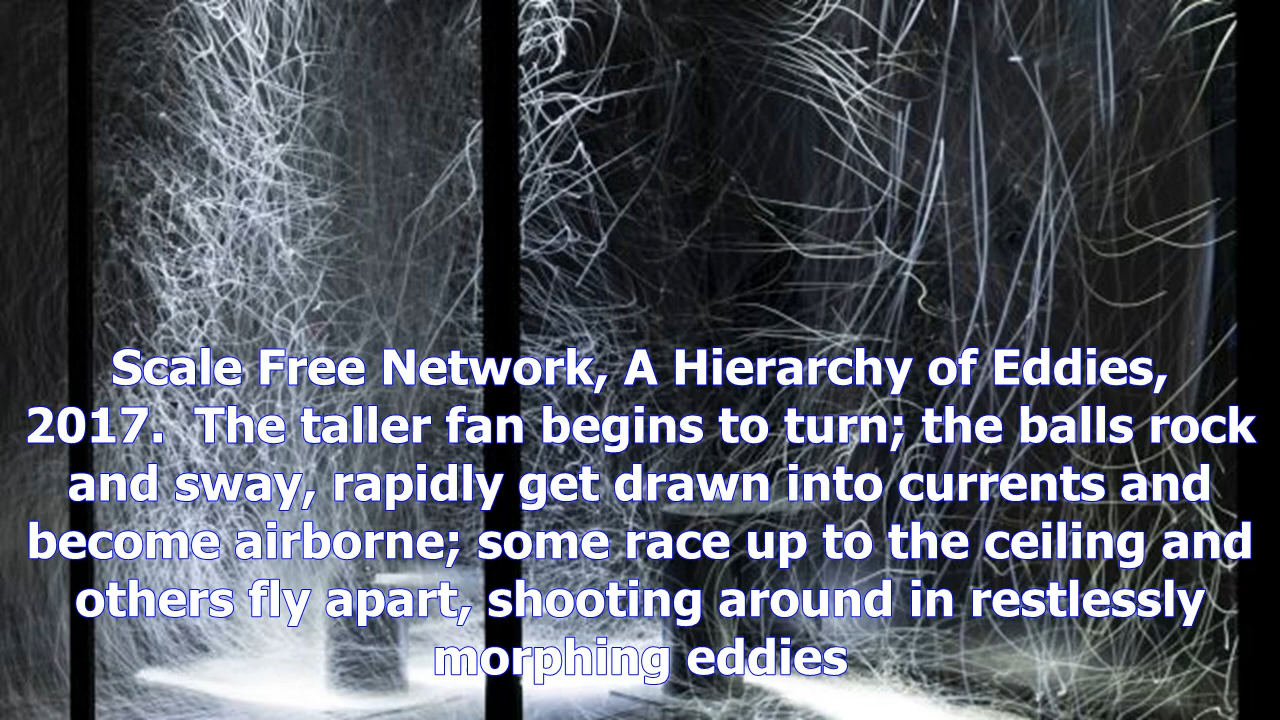 Scale Free Network, A Hierarchy of Eddies,
2017.  The taller fan begins to turn; the balls rock
and sway, rapidly get drawn into currents and
become airborne; some race up to the ceiling and
others fly apart, shooting around in restlessly
morphing eddies